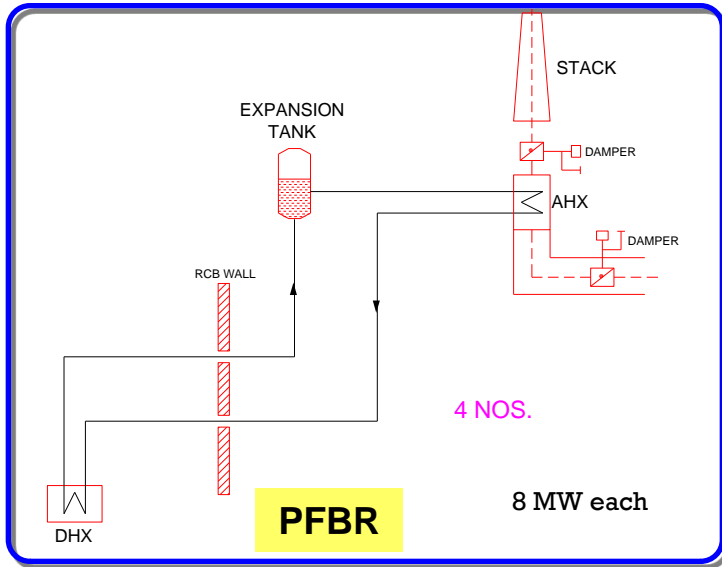 STACK
EXPANSION
TANK
DAMPER
AHX
DAMPER
RCB WALL
4 NOS.
8 MW each
PFBR
DHX